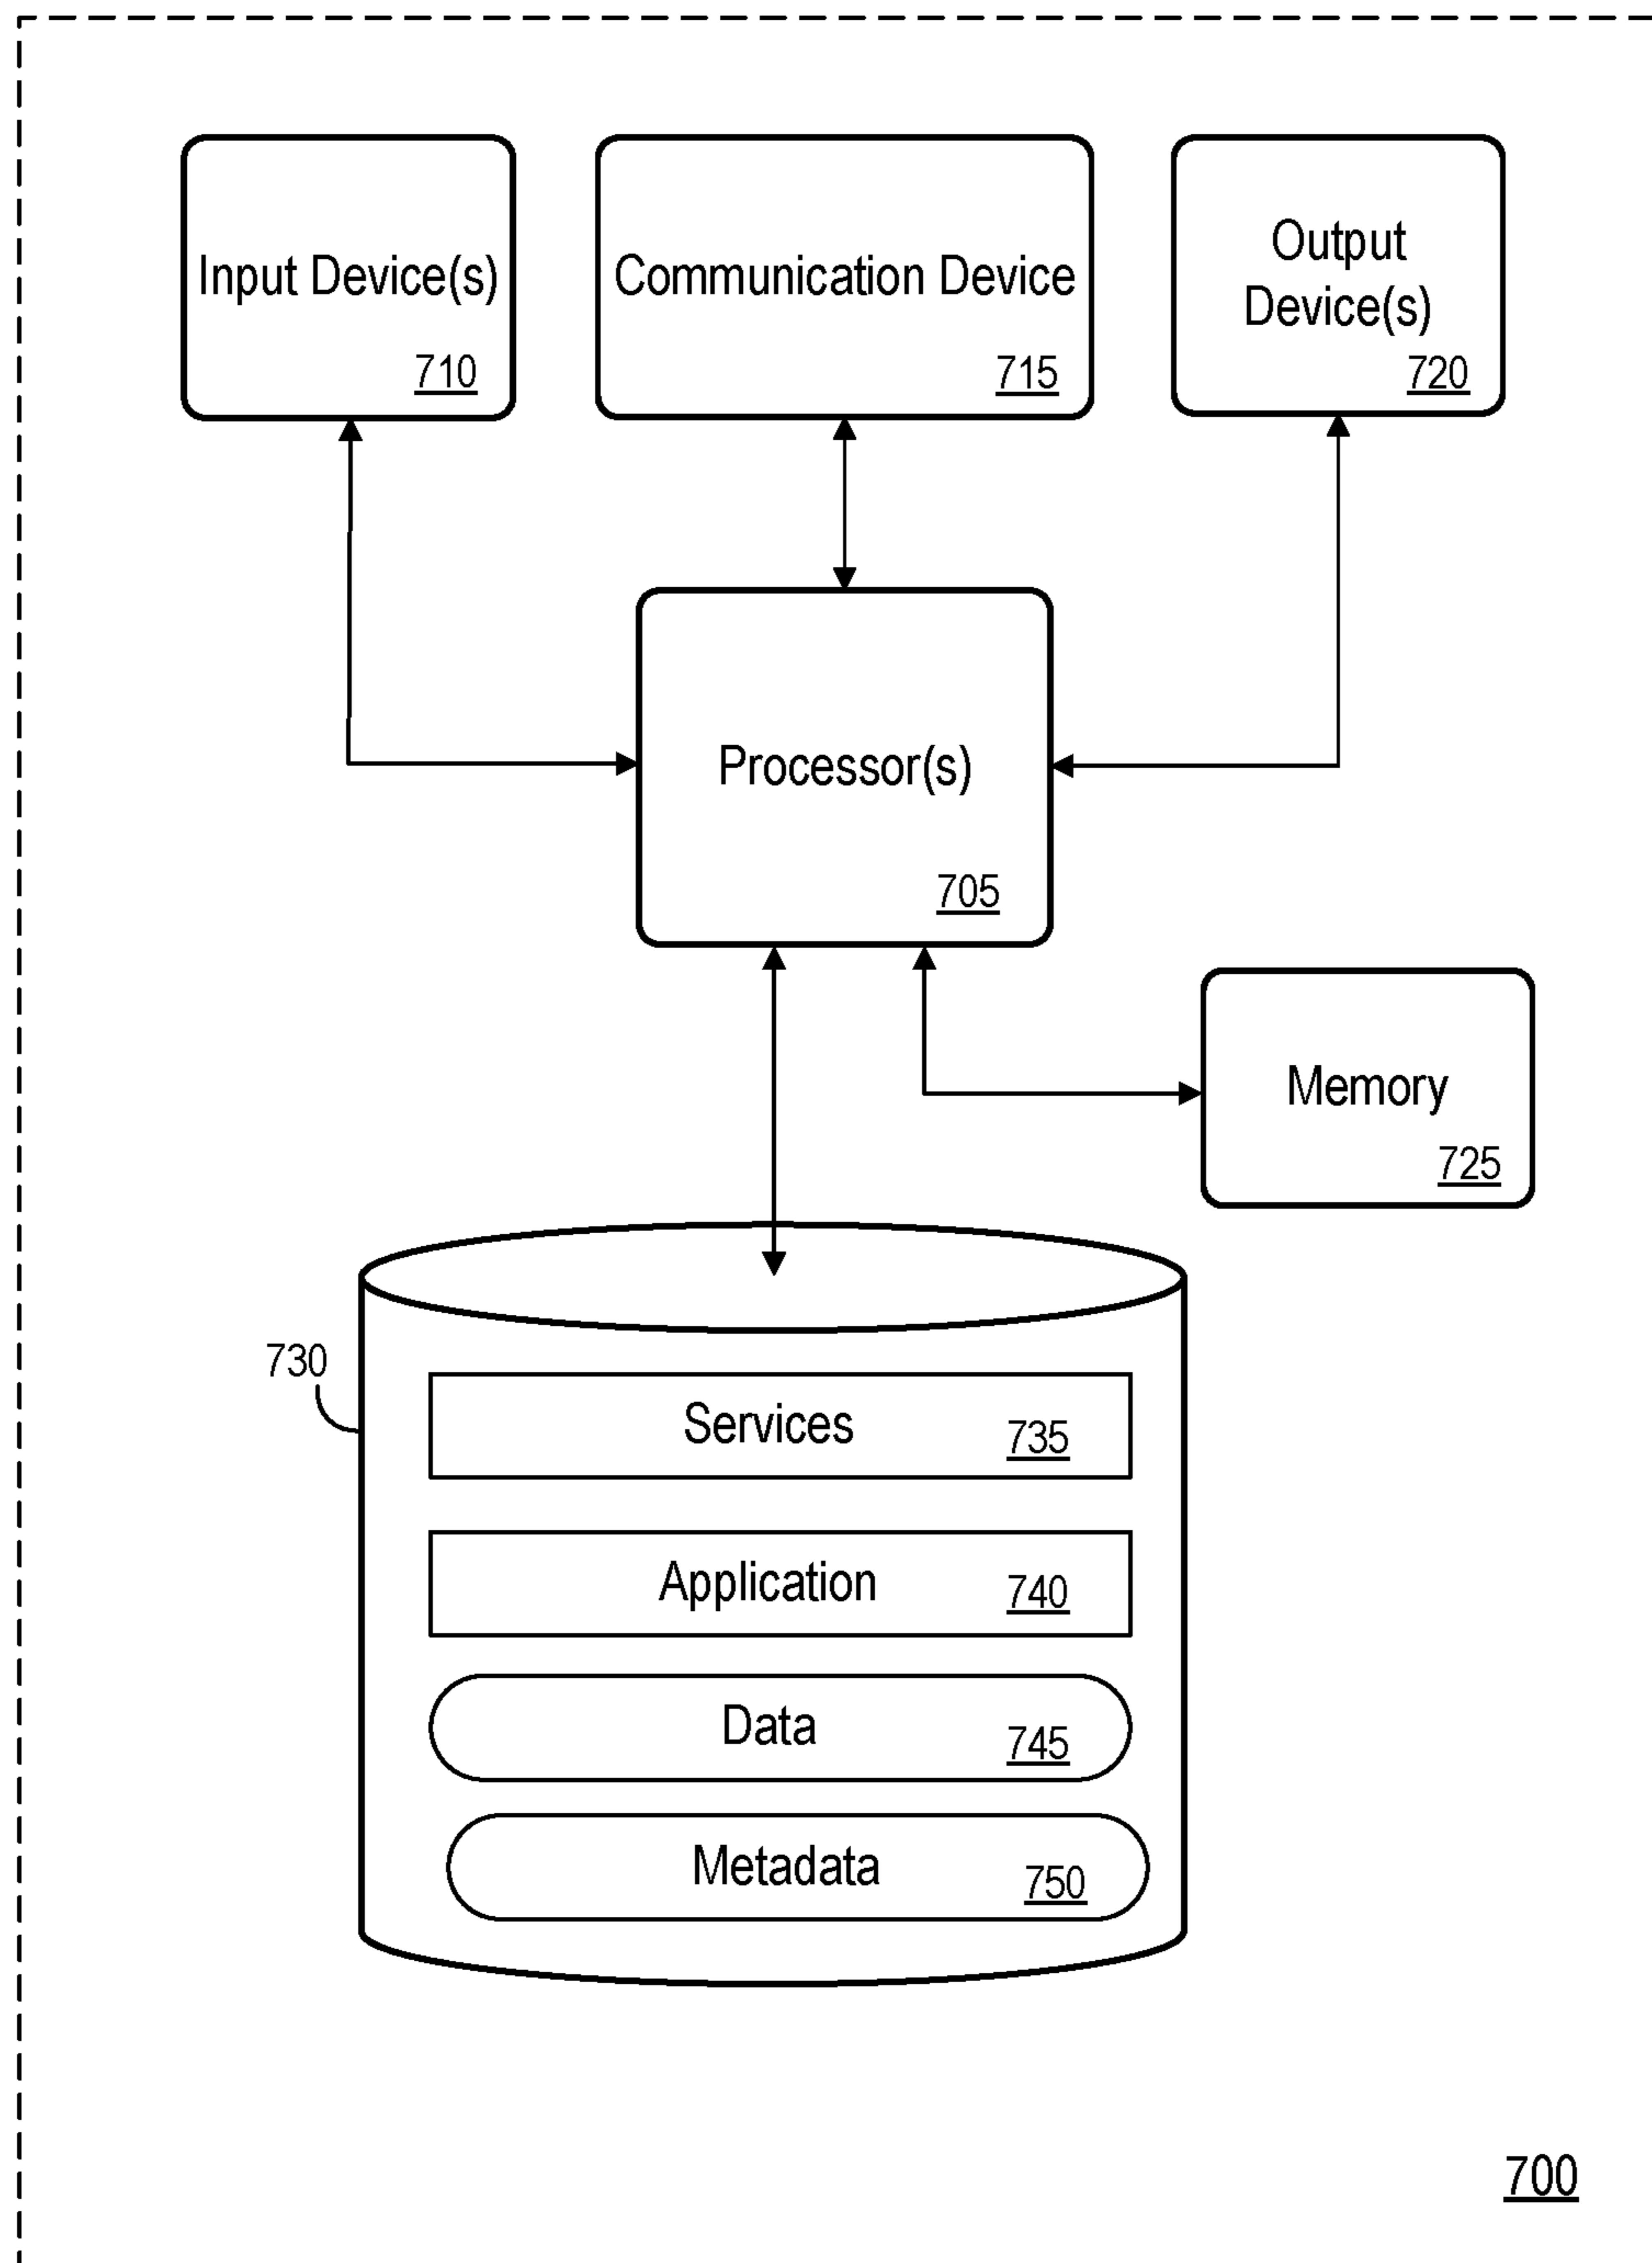 Input Device(s)
710
Communication Device
715
Output
Device(s)
720
Processor(s)
705
Memory
725
730
Services 735
Application 740
Data 745
Metadata 750
700